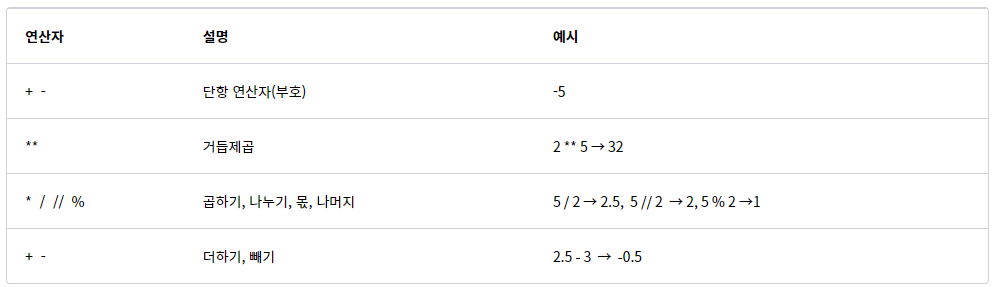 연산자 설명 예시
+ - 단항 연산자(부호) -5
** 거듭제곱 2 ** 5 → 32
* / // % 곱하기, 나누기, 몫, 나머지 5 / 2 → 2.5, 5 // 2 → 2, 5 % 2 →1
+ - 더하기, 빼기 2.5 - 3 → -0.5